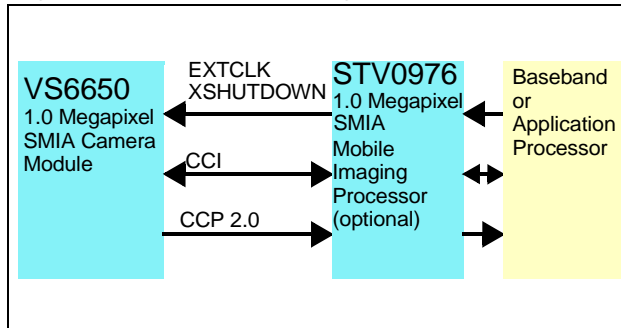 VS6650
1.0 Megapixel
SMIA Camera
Module
EXTCLK
XSHUTDOWN
CCI
CCP 2.0
STV0976
1.0 Megapixel
SMIA
Mobile
Imaging
Processor
(optional)
Baseband
or
Application
Processor